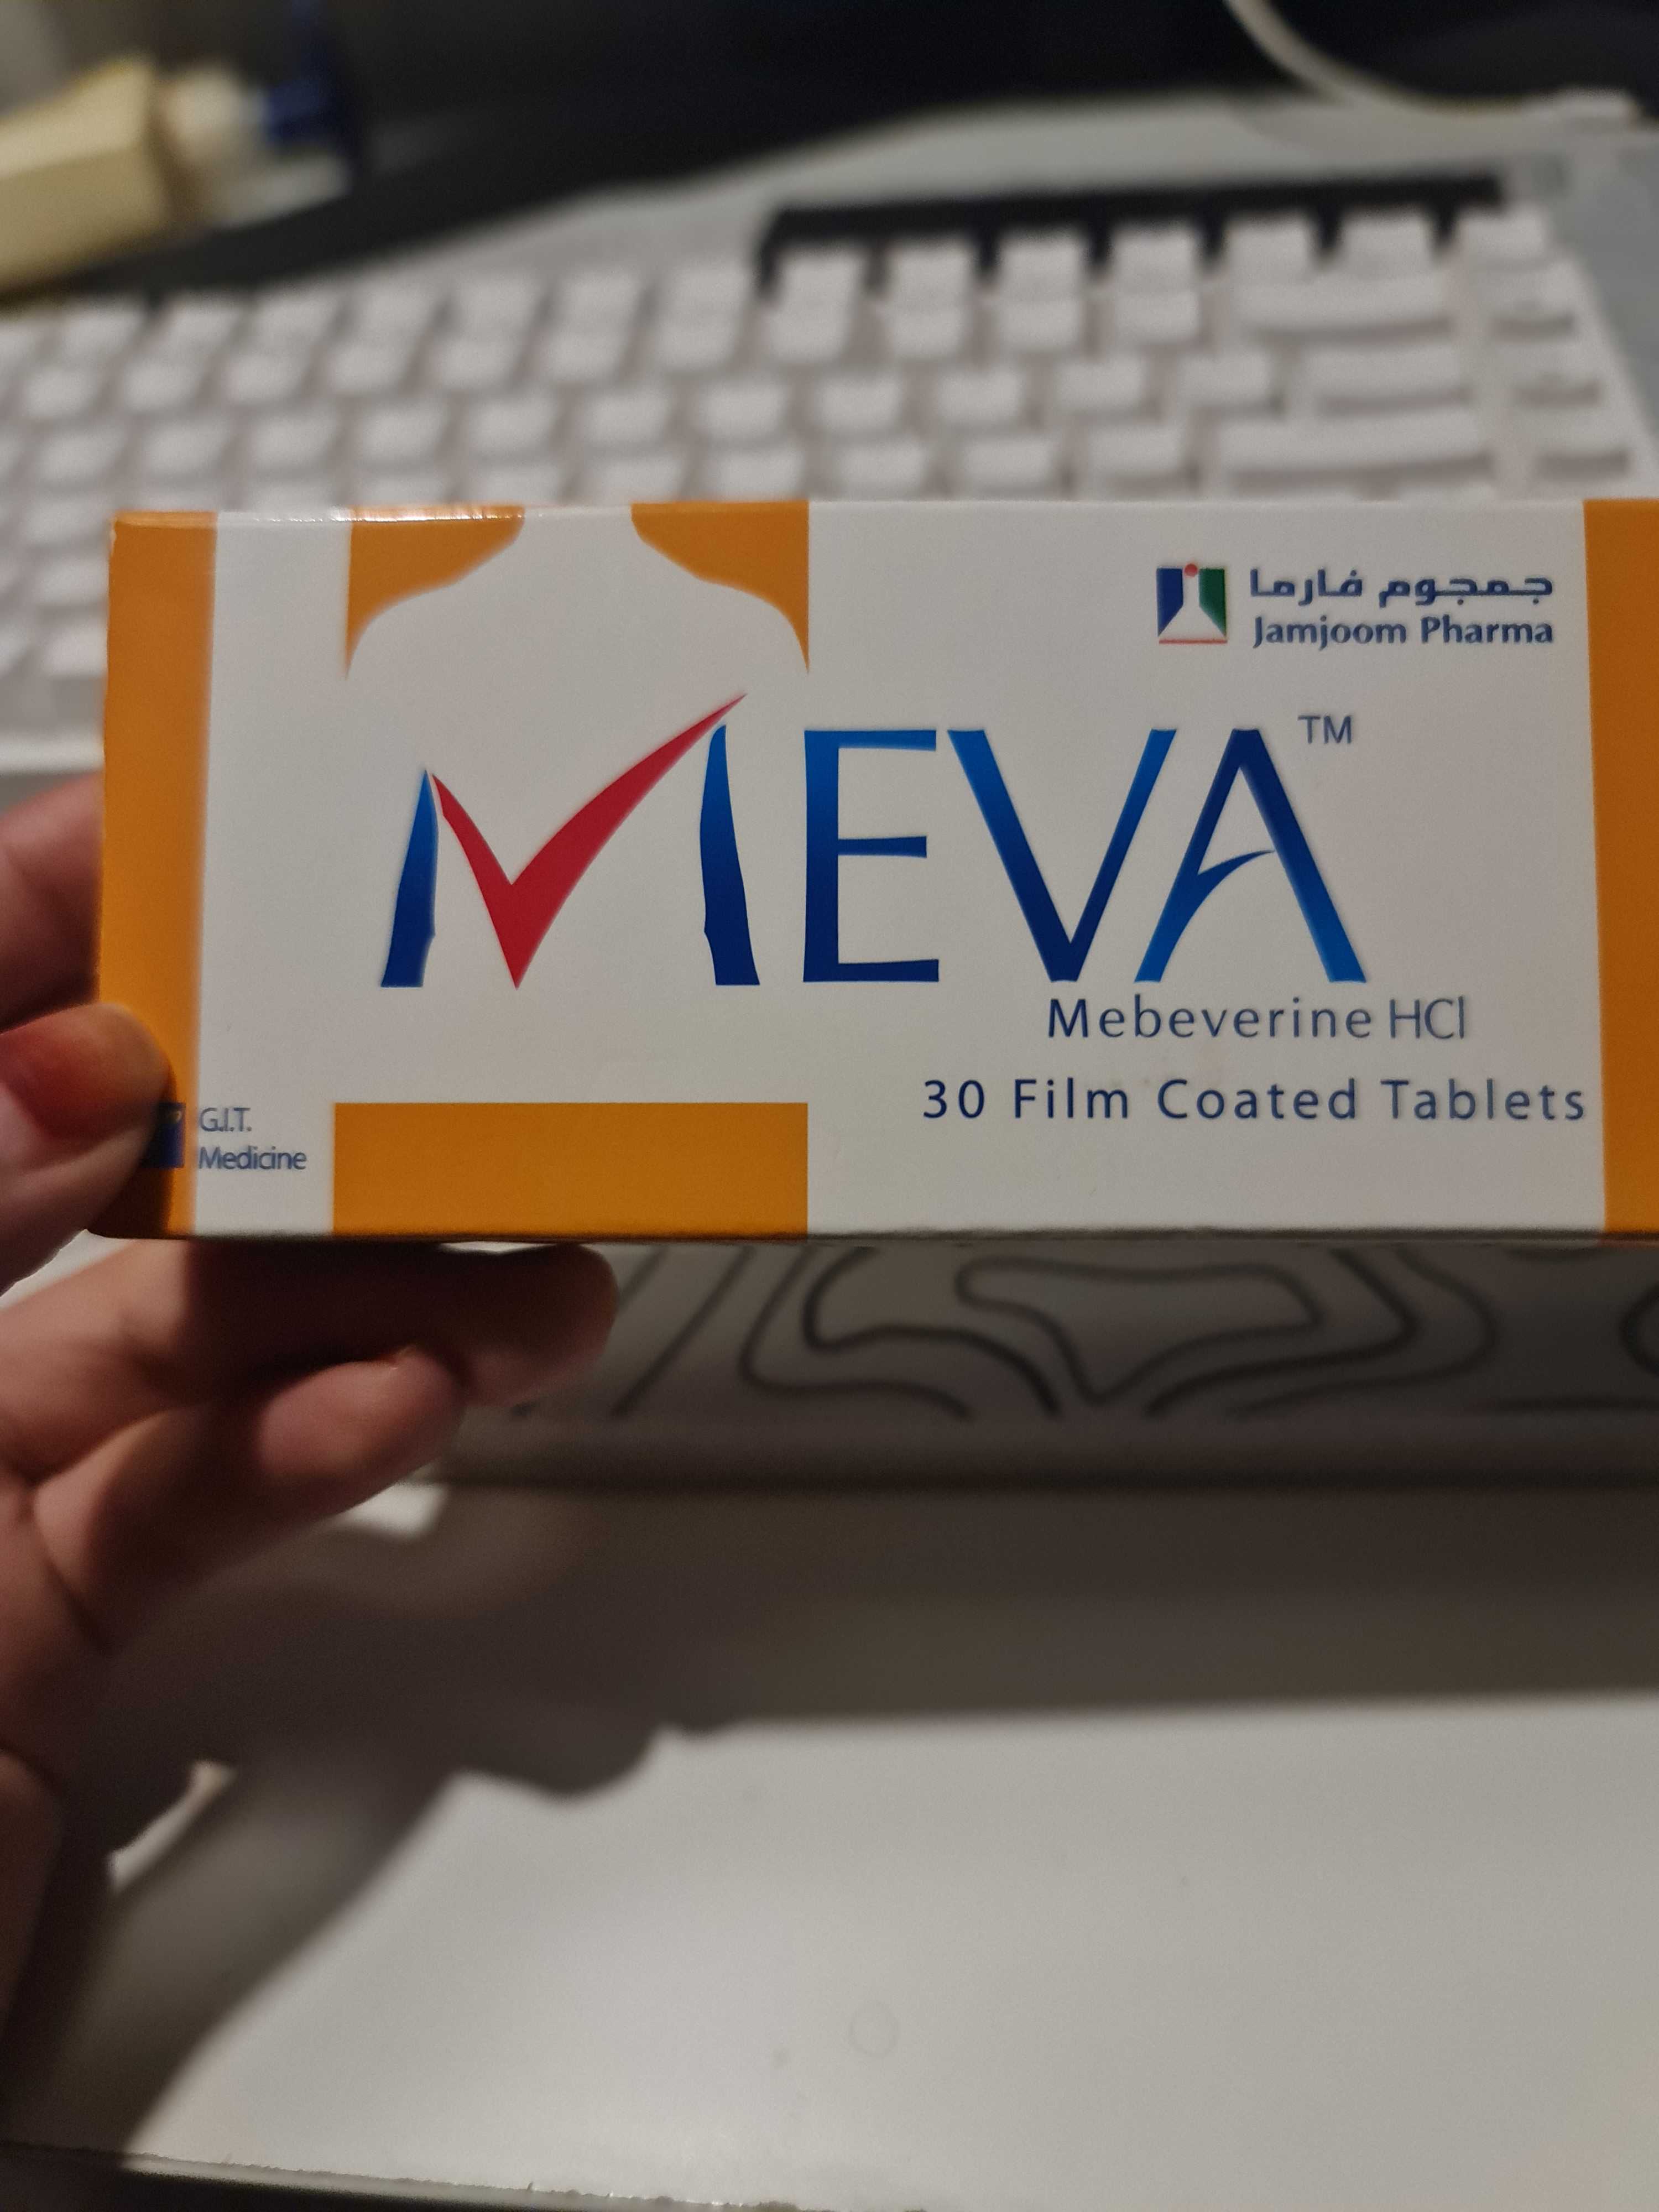 جمجوم فارما
Jamjoom Pharma
MEVA™
Mebeverine HCl
30 Film Coated Tablets
G.I.T.
Medicine